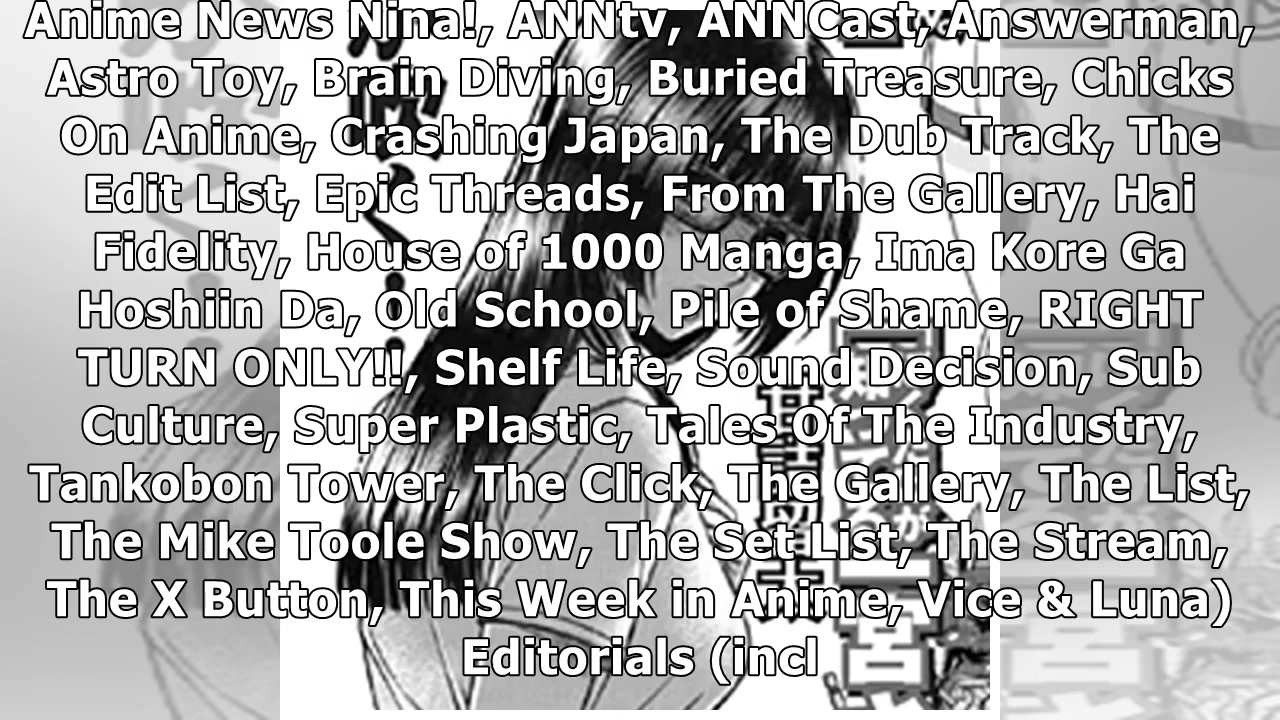 Anime News Nina!, ANNtv, ANNCast, Answerman,
Astro Toy, Brain Diving, Buried Treasure, Chicks
On Anime, Crashing Japan, The Dub Track, The
Edit List, Epic Threads, From The Gallery, Hai
Fidelity, House of 1000 Manga, Ima Kore Ga
Hoshiin Da, Old School, Pile of Shame, RIGHT
TURN ONLY!!, Shelf Life, Sound Decision, Sub
Culture, Super Plastic, Tales Of The Industry,
Tankobon Tower, The Click, The Gallery, The List,
The Mike Toole Show, The Set List, The Stream,
The X Button, This Week in Anime, Vice & Luna)
Editorials (incl